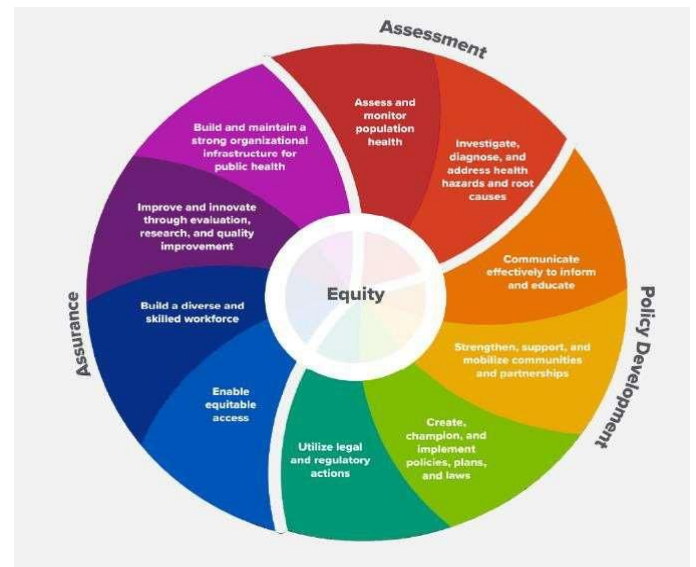 Assessment
Assess and
monitor
population
health
Investigate,
diagnose, and
address health
hazards and root
causes
Communicate
effectively to inform
and educate
Strengthen, support, and
mobilize communities
and partnerships
Create,
champion, and
implement
policies, plans,
and laws
Utilize legal
and regulatory
actions
Policy Development
Enable
equitable
access
Build a diverse and
skilled workforce
Improve and innovate
through evaluation,
research, and quality
improvement
Build and maintain a
strong organizational
infrastructure for
public health
Assurance
Equity